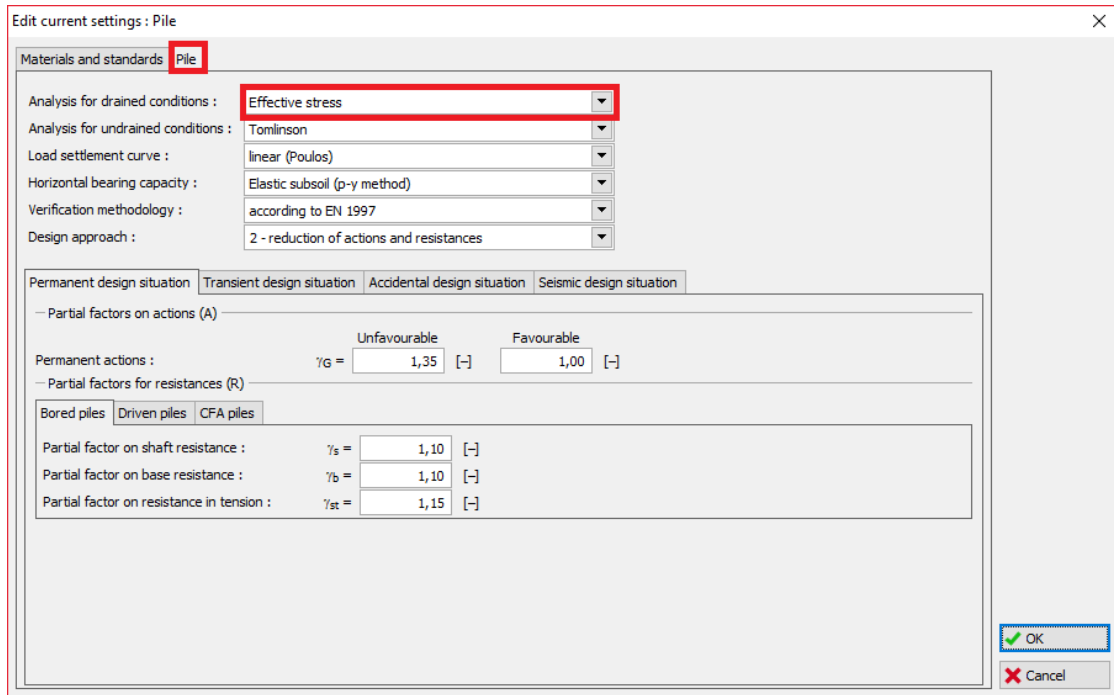 Edit current settings : Pile
Materials and standards Pile
Analysis for drained conditions : Effective stress
Analysis for undrained conditions : Tomlinson
Load settlement curve : linear (Poulos)
Horizontal bearing capacity : Elastic subsoil (p-y method)
Verification methodology : according to EN 1997
Design approach : 2 - reduction of actions and resistances
Permanent design situation Transient design situation Accidental design situation Seismic design situation
Partial factors on actions (A)
Unfavourable Favourable
Permanent actions : γG = 1,35 [–] 1,00 [–]
Partial factors for resistances (R)
Bored piles Driven piles CFA piles
Partial factor on shaft resistance : γs = 1,10 [–]
Partial factor on base resistance : γb = 1,10 [–]
Partial factor on resistance in tension : γst = 1,15 [–]
OK
Cancel